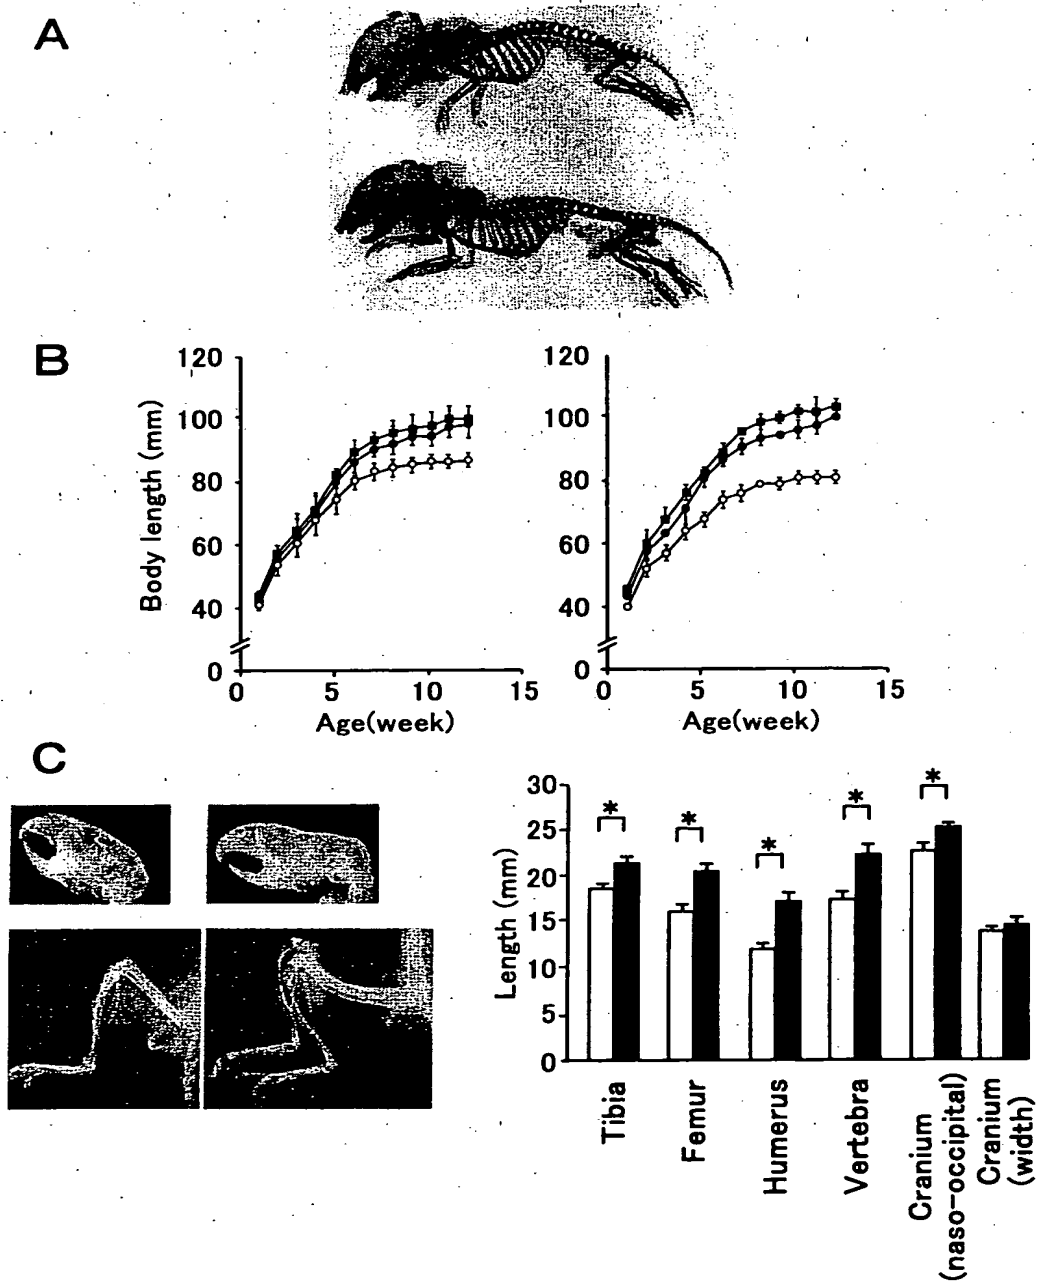 A
B
120
100
80
60
40
0
0
5
10
15
Body length (mm)
Age(week)
120
100
80
60
40
0
0
5
10
15
Age(week)
C
30
25
20
15
10
5
0
Length (mm)
*
*
*
*
*
Tibia
Femur
Humerus
Vertebra
Cranium
(naso-occipital)
Cranium
(width)